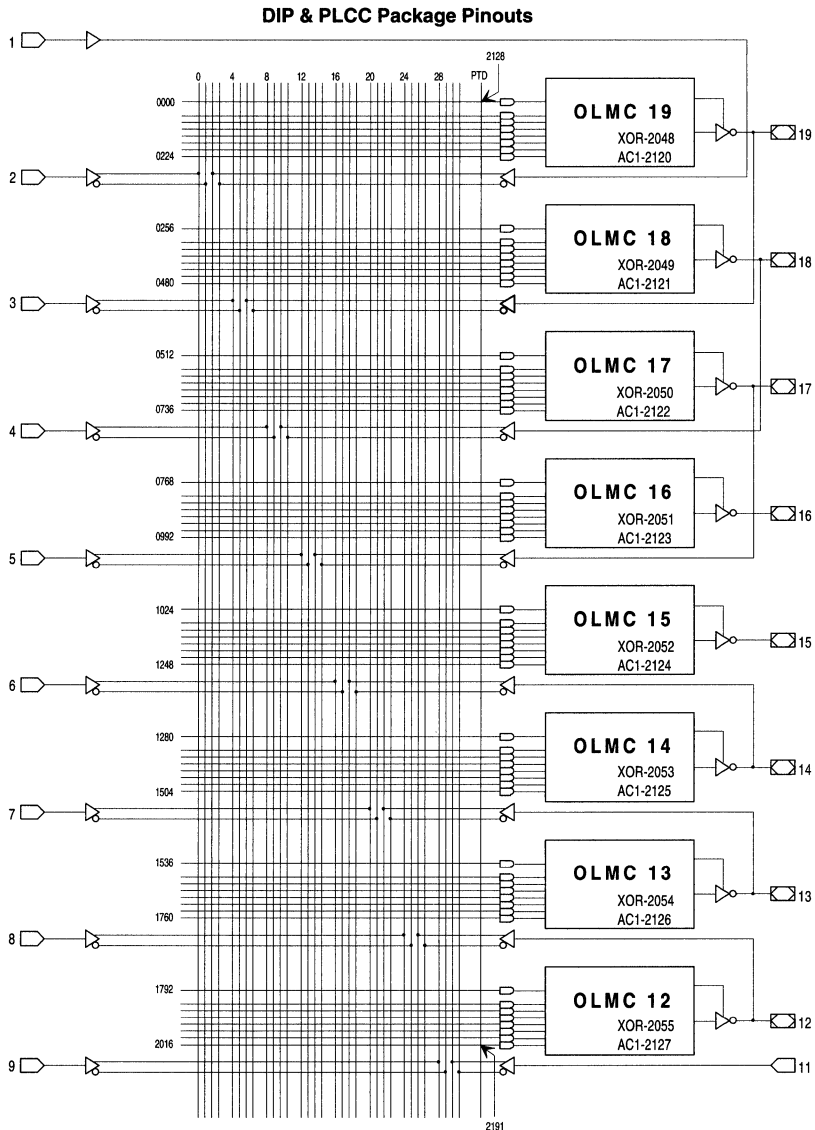 DIP & PLCC Package Pinouts
1
2128
0 4 8 12 16 20 24 28 PTD
0000
OLMC 19
XOR-2048
19
0224
AC1-2120
2
0256
OLMC 18
XOR-2049
18
0480
AC1-2121
3
0512
OLMC 17
XOR-2050
17
0736
AC1-2122
4
0768
OLMC 16
XOR-2051
16
0992
AC1-2123
5
1024
OLMC 15
XOR-2052
15
1248
AC1-2124
6
1280
OLMC 14
XOR-2053
14
1504
AC1-2125
7
1536
OLMC 13
XOR-2054
13
1760
AC1-2126
8
1792
OLMC 12
XOR-2055
12
2016
AC1-2127
9
11
2191